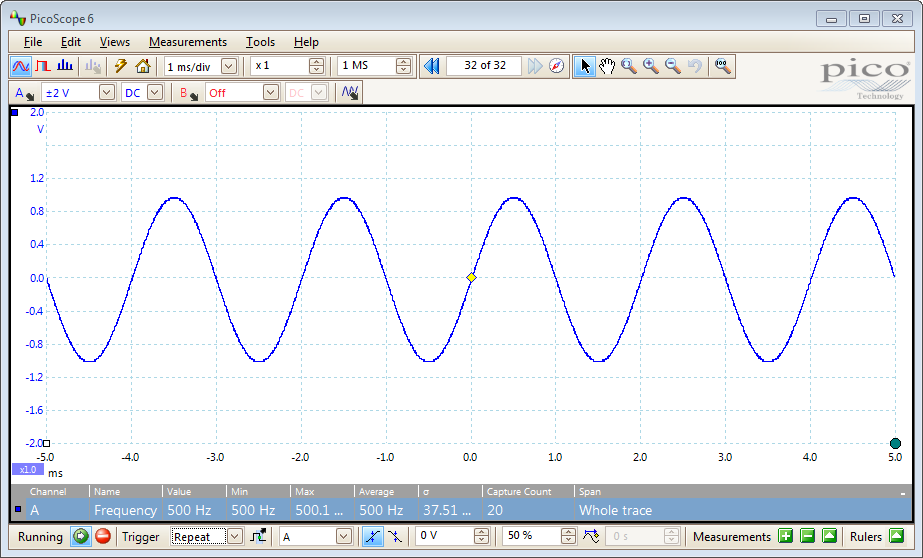 PicoScope 6
File Edit Views Measurements Tools Help
1 ms/div x 1 1 MS 32 of 32
pico
Technology
A ±2 V DC B Off DC
2.0
V
1.2
0.8
0.4
0.0
-0.4
-0.8
-1.2
-1.6
-2.0
-5.0 -4.0 -3.0 -2.0 -1.0 0.0 1.0 2.0 3.0 4.0 5.0
x1.0 ms
Channel Name Value Min Max Average σ Capture Count Span
A Frequency 500 Hz 500 Hz 500.1 ... 500 Hz 37.51 ... 20 Whole trace
Running Trigger Repeat A 0 V 50 % 0 s Measurements Rulers